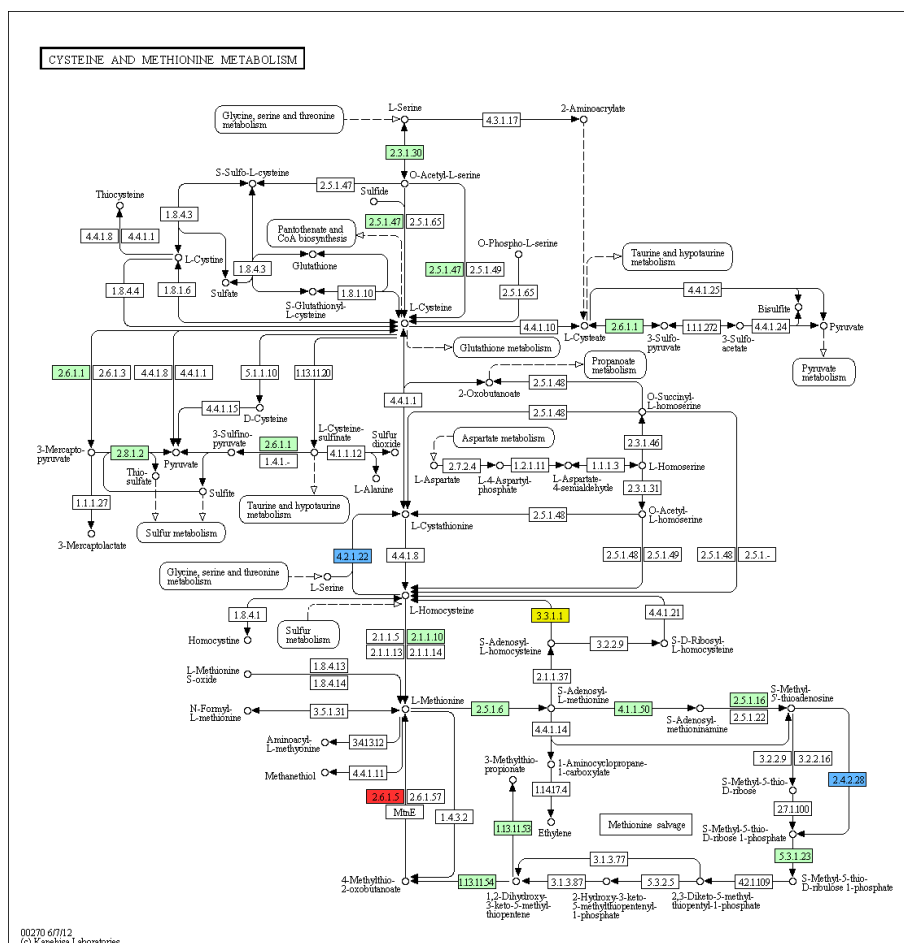 CYSTEINE AND METHIONINE METABOLISM
L-Serine
2-Aminoacrylate
Glycine, serine and threonine
metabolism
4.3.1.17
2.3.1.30
S-Sulfo-L-cysteine
2.5.1.47
O-Acetyl-L-serine
Thiocysteine
Sulfide
1.8.4.3
2.5.1.47
2.5.1.65
4.4.1.8
4.4.1.1
Pantothenate and
CoA biosynthesis
O-Phospho-L-serine
L-Cystine
Glutathione
Taurine and hypotaurine
metabolism
1.8.4.3
2.5.1.47
2.5.1.49
1.8.4.4
1.8.1.6
Sulfate
1.8.1.10
2.5.1.65
4.4.1.25
S-Glutathionyl-
L-cysteine
L-Cysteine
Bisulfite
4.4.1.10
L-Cysteate
2.6.1.1
3-Sulfo-
pyruvate
1.1.1.272
3-Sulfo-
acetate
4.4.1.24
Pyruvate
Glutathione metabolism
Propanoate
metabolism
Pyruvate metabolism
2.6.1.1
2.6.1.3
4.4.1.8
4.4.1.1
5.1.1.10
1.13.11.20
2-Oxobutanoate
2.5.1.48
4.4.1.1
4.4.1.15
D-Cysteine
O-Succinyl-
L-homoserine
2.5.1.48
3-Mercapto-
pyruvate
2.8.1.2
Pyruvate
3-Sulfino-
pyruvate
2.6.1.1
1.4.1.-
L-Cysteine-
sulfinate
4.1.1.12
Sulfur
dioxide
Aspartate metabolism
2.3.1.46
L-Aspartate
2.7.2.4
L-4-Aspartyl-
phosphate
1.2.1.11
L-Aspartate-
4-semialdehyde
1.1.1.3
L-Homoserine
Thio-
sulfate
Sulfite
L-Alanine
2.3.1.31
1.1.1.27
Taurine and hypotaurine
metabolism
O-Acetyl-
L-homoserine
3-Mercaptolactate
Sulfur metabolism
L-Cystathionine
2.5.1.48
4.2.1.22
4.4.1.8
2.5.1.48
2.5.1.49
2.5.1.48
2.5.1.-
Glycine, serine and threonine
metabolism
L-Serine
L-Homocysteine
1.8.4.1
Sulfur
metabolism
3.3.1.1
4.4.1.21
Homocystine
2.1.1.5
2.1.1.10
2.1.1.13
2.1.1.14
S-Adenosyl-
L-homocysteine
3.2.2.9
S-D-Ribosyl-
L-homocysteine
L-Methionine
S-oxide
1.8.4.13
1.8.4.14
2.1.1.37
N-Formyl-
L-methionine
3.5.1.31
L-Methionine
2.5.1.6
S-Adenosyl-
L-methionine
4.1.1.50
S-Adenosyl-
methioninamine
2.5.1.16
2.5.1.22
S-Methyl-
5-thioadenosine
4.4.1.14
Aminoacyl-
L-methyonine
3.4.13.12
3-Methylthio-
propionate
1-Aminocyclopropane-
1-carboxylate
3.2.2.9
3.2.2.16
Methanethiol
4.4.1.11
S-Methyl-5-thio-
D-ribose
2.4.2.28
2.6.1.5
2.6.1.57
MtnE
1.14.17.4
2.7.1.100
1.4.3.2
1.13.11.53
Ethylene
Methionine salvage
S-Methyl-5-thio-
D-ribose 1-phosphate
3.1.3.77
5.3.1.23
4-Methylthio-
2-oxobutanoate
1.13.11.54
1,2-Dihydroxy-
3-keto-5-methyl-
thiopentene
3.1.3.87
2-Hydroxy-3-keto-
5-methylthiopentenyl-
1-phosphate
5.3.2.5
2,3-Diketo-5-methyl-
thiopentyl-1-phosphate
4.2.1.109
S-Methyl-5-thio-
D-ribulose 1-phosphate
00270 6/7/12
(c) Kanehisa Laboratories